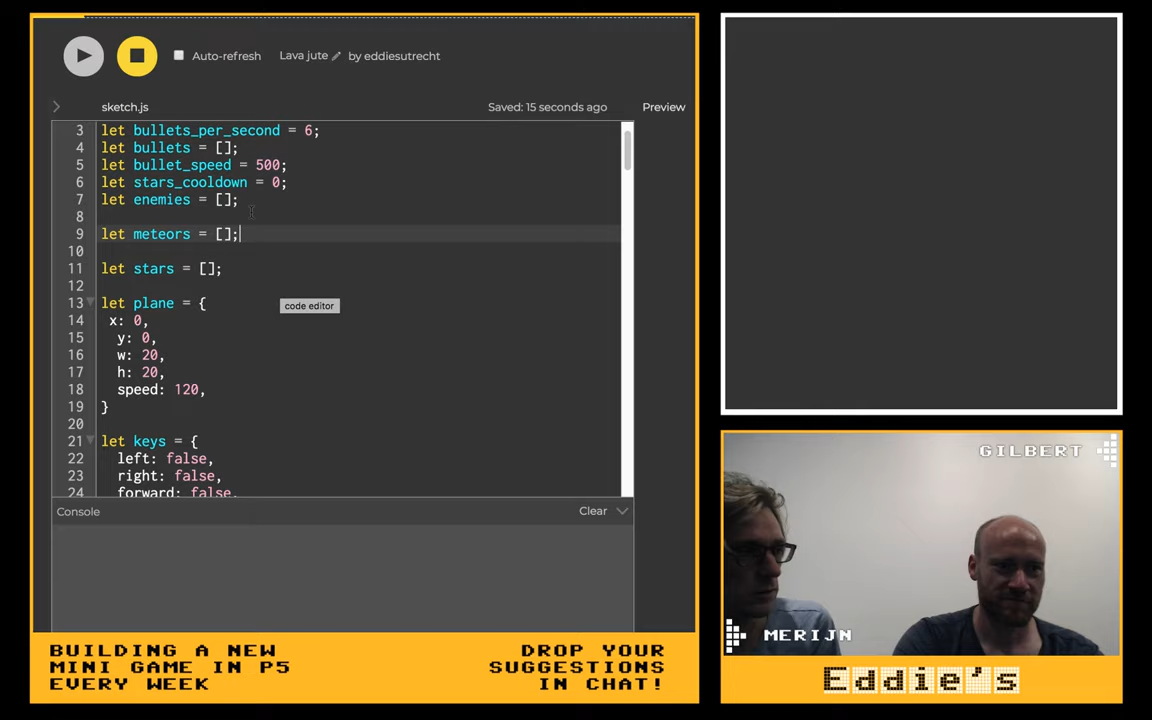 Auto-refresh
Lava jute
by eddiesutrecht
sketch.js
Saved: 15 seconds ago
Preview
3 let bullets_per_second = 6;
4 let bullets = [];
5 let bullet_speed = 500;
6 let stars_cooldown = 0;
7 let enemies = [];
8
9 let meteors = [];
10
11 let stars = [];
12
13 let plane = {
14 x: 0,
15 y: 0,
16 w: 20,
17 h: 20,
18 speed: 120,
19 }
20
21 let keys = {
22 left: false,
23 right: false,
24 forward: false,
code editor
Console
Clear
BUILDING A NEW
MINI GAME IN P5
EVERY WEEK
DROP YOUR
SUGGESTIONS
IN CHAT!
GILBERT
MERIJN
Eddie's